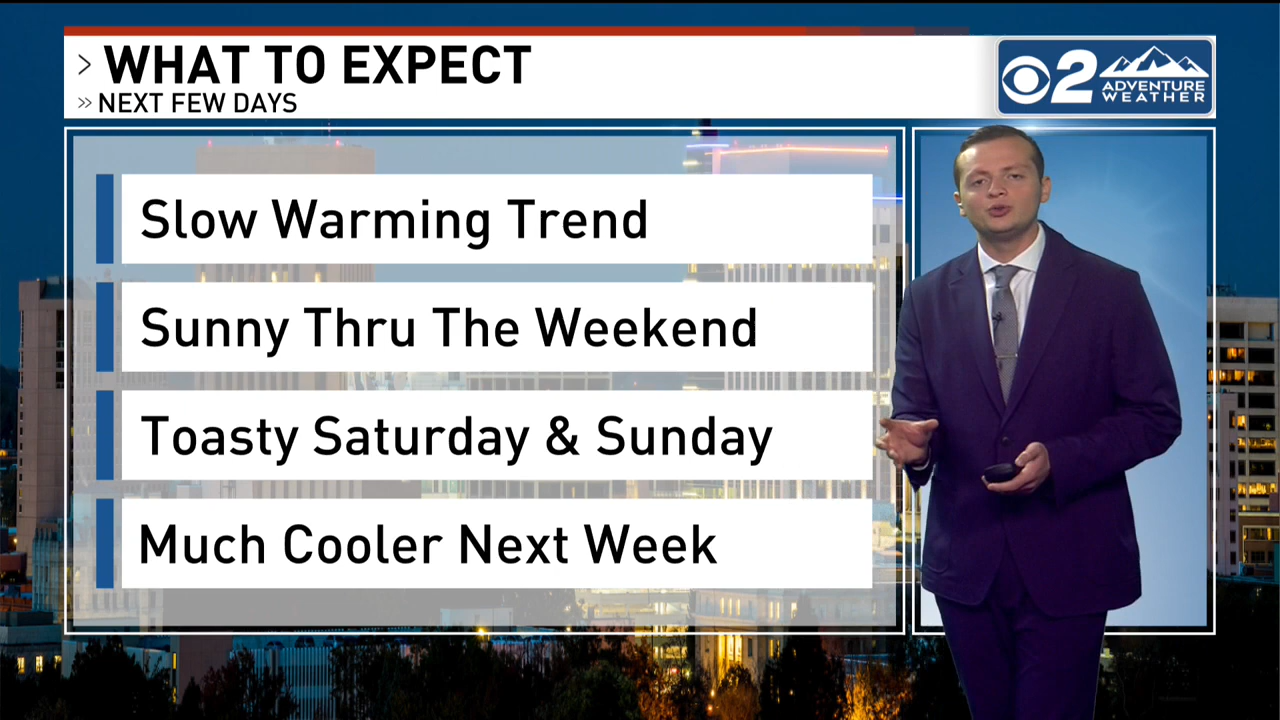 > WHAT TO EXPECT
» NEXT FEW DAYS
2 ADVENTURE
WEATHER
Slow Warming Trend
Sunny Thru The Weekend
Toasty Saturday & Sunday
Much Cooler Next Week